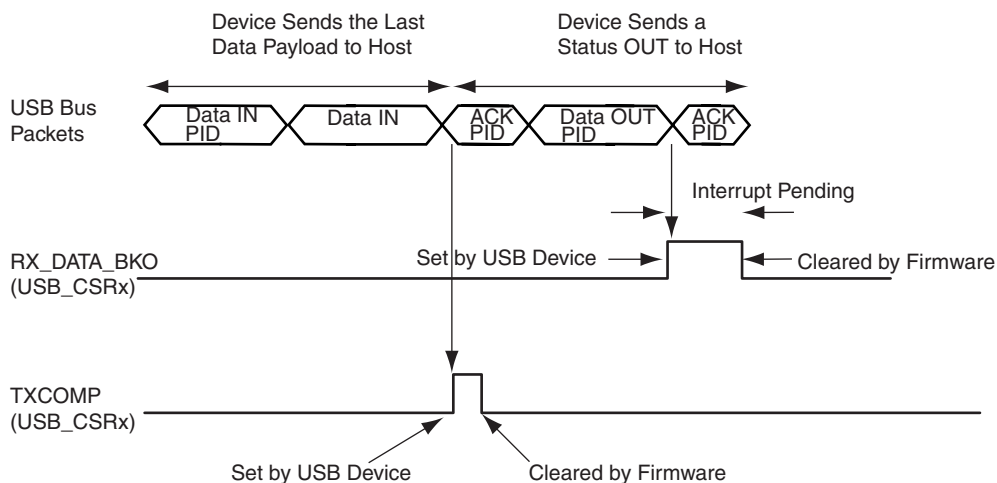 Device Sends the Last
Data Payload to Host
Device Sends a
Status OUT to Host
USB Bus
Packets
Data IN
PID
Data IN
ACK
PID
Data OUT
PID
ACK
PID
Interrupt Pending
RX_DATA_BKO
(USB_CSRx)
Set by USB Device
Cleared by Firmware
TXCOMP
(USB_CSRx)
Set by USB Device
Cleared by Firmware